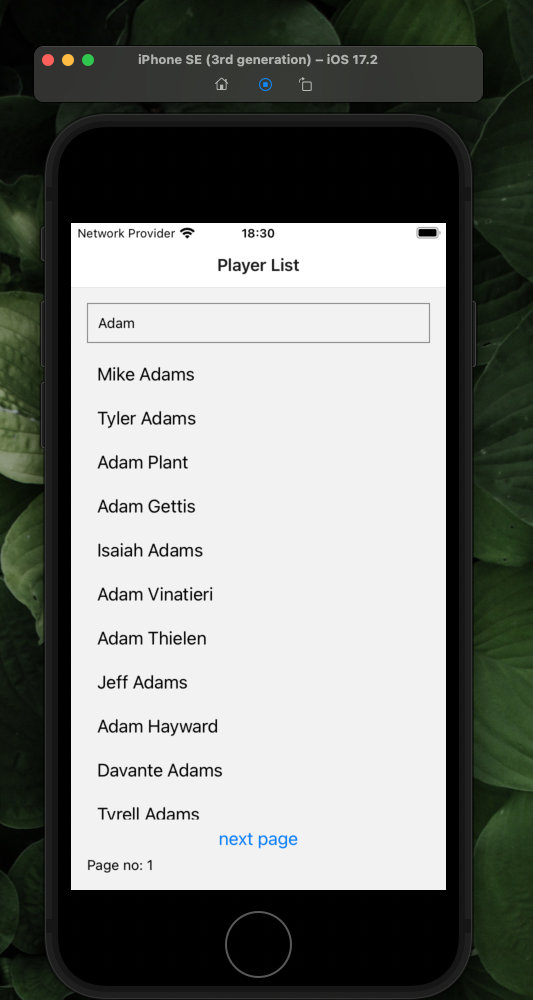 iPhone SE (3rd generation) – iOS 17.2
Network Provider 18:30
Player List
Adam
Mike Adams
Tyler Adams
Adam Plant
Adam Gettis
Isaiah Adams
Adam Vinatieri
Adam Thielen
Jeff Adams
Adam Hayward
Davante Adams
Tyrell Adams
next page
Page no: 1